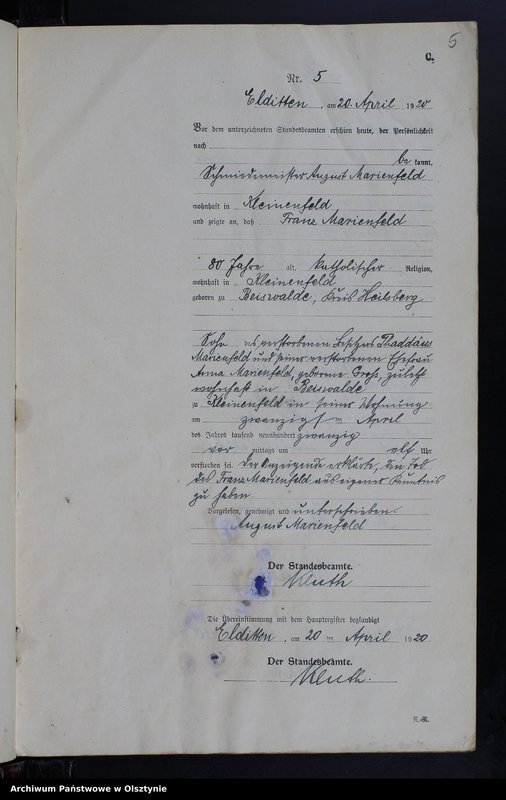 5
C.
Nr. 5
Elditten, am 20. April 1920
Vor dem unterzeichneten Standesbeamten erschien heute, der Persönlichkeit
nach
be kannt,
Schmiedemeister August Marienfeld
wohnhaft in Kleinenfeld
und zeigte an, daß Franz Marienfeld
80 Jahre alt, katholischer Religion,
wohnhaft in Kleinenfeld
geboren zu Beiswalde, Kreis Heilsberg
Sohn des verstorbenen Besitzers Thaddäus
Marienfeld und seiner verstorbenen Ehefrau
Anna Marienfeld, geborene Groß, zuletzt
wohnhaft in Beiswalde
zu Kleinenfeld in seiner Wohnung
am zwanzigsten April
des Jahres tausend neunhundert zwanzig
vor mittags um elf Uhr
verstorben sei. Der Anzeigende erklärte, den Tod
des Franz Marienfeld aus eigener Kenntnis
zu haben.
Vorgelesen, genehmigt und unterschrieben.
August Marienfeld
Der Standesbeamte.
Kluth
Die Übereinstimmung mit dem Hauptregister beglaubigt
Elditten, am 20 ten April 1920.
Der Standesbeamte.
Kluth.
Archiwum Państwowe w Olsztynie